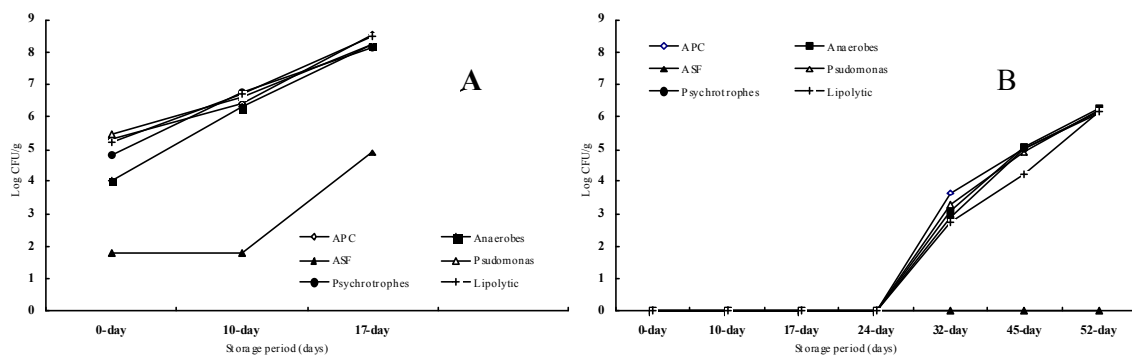 9
8
7
6
5
4
3
2
1
0
Log CFU/g
A
APC
Anaerobes
ASF
Psudomonas
Psychrotrophes
Lipolytic
0-day
10-day
17-day
Storage period (days)
9
8
7
6
5
4
3
2
1
0
Log CFU/g
APC
Anaerobes
ASF
Psudomonas
Psychrotrophes
Lipolytic
B
0-day
10-day
17-day
24-day
32-day
45-day
52-day
Storage period (days)